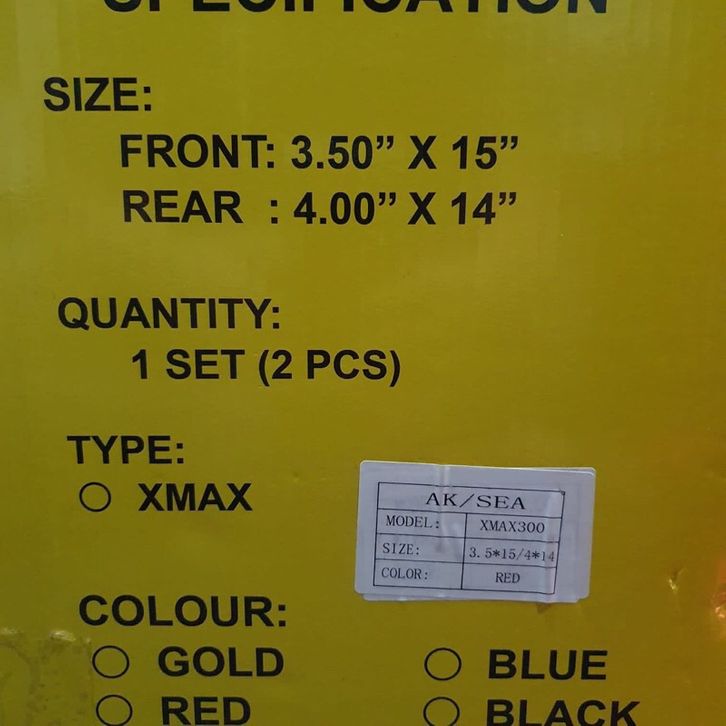 SPECIFICATION
SIZE:
FRONT: 3.50” X 15”
REAR : 4.00” X 14”
QUANTITY:
1 SET (2 PCS)
TYPE:
XMAX
AK/SEA
MODEL: XMAX300
SIZE: 3.5*15/4*14
COLOR: RED
COLOUR:
GOLD BLUE
RED BLACK